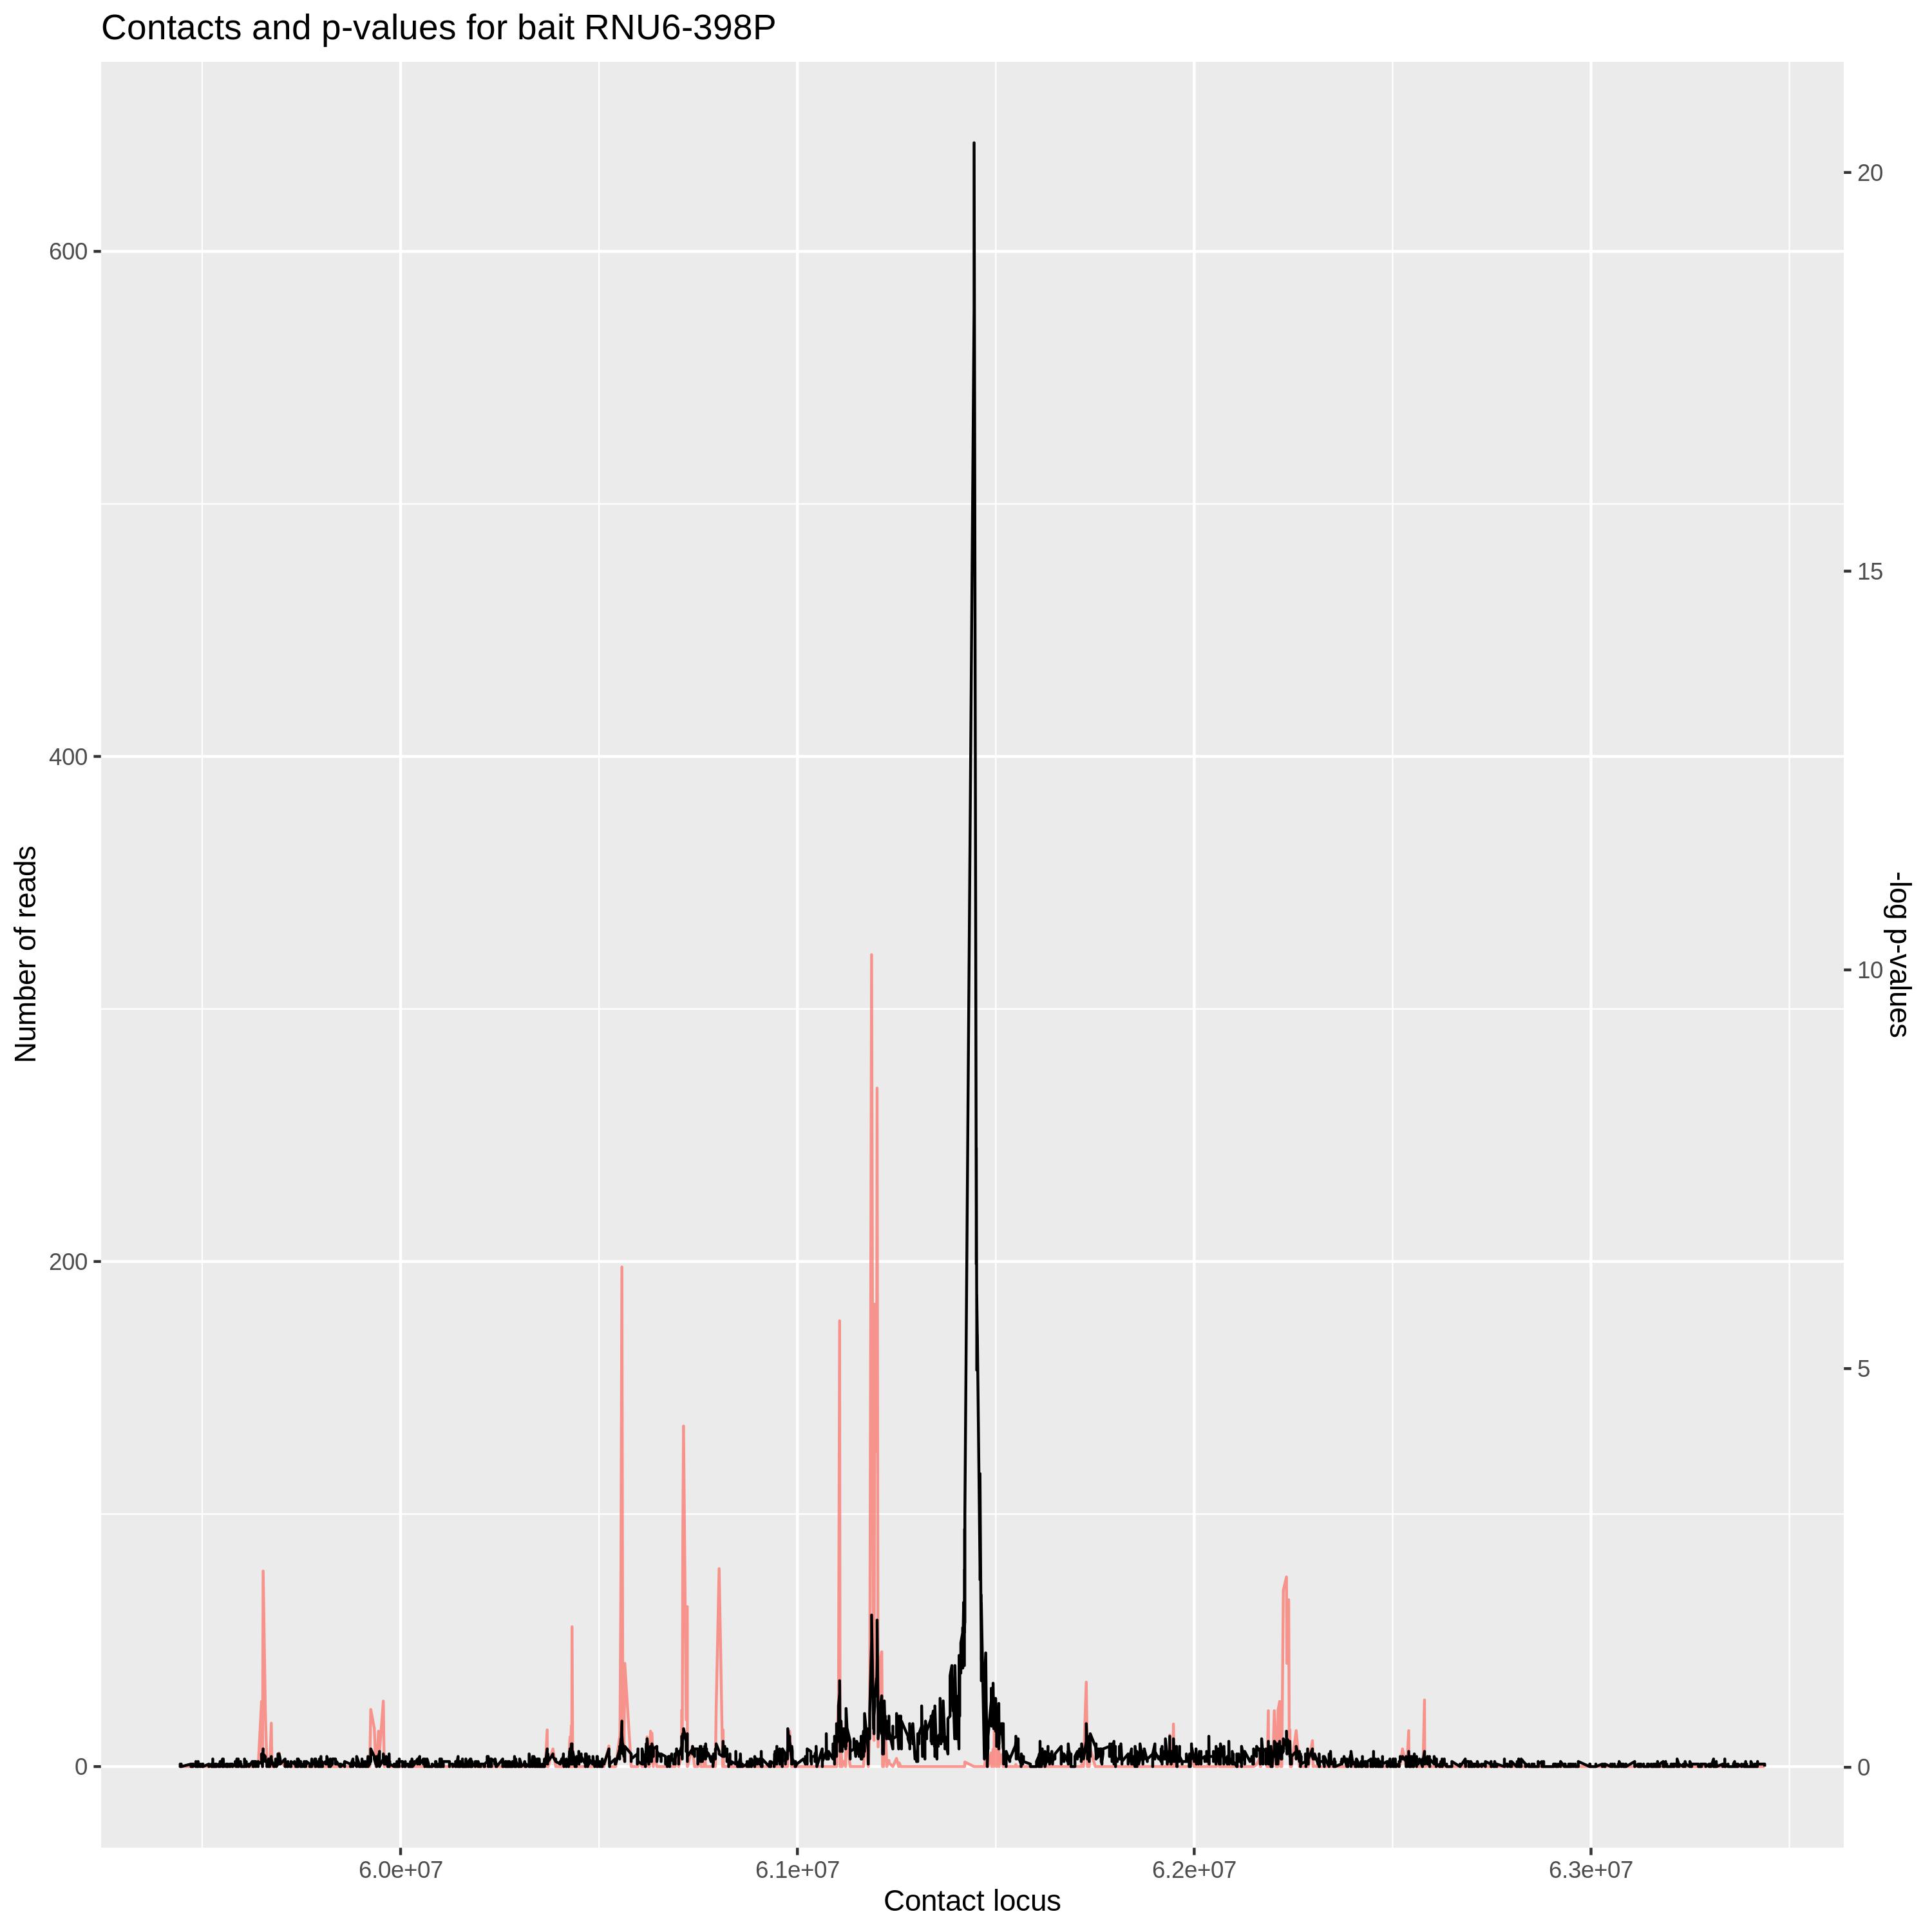 Contacts and p-values for bait RNU6-398P
600
400
200
0
20
15
10
5
0
Number of reads
-log p-values
6.0e+07
6.1e+07
6.2e+07
6.3e+07
Contact locus